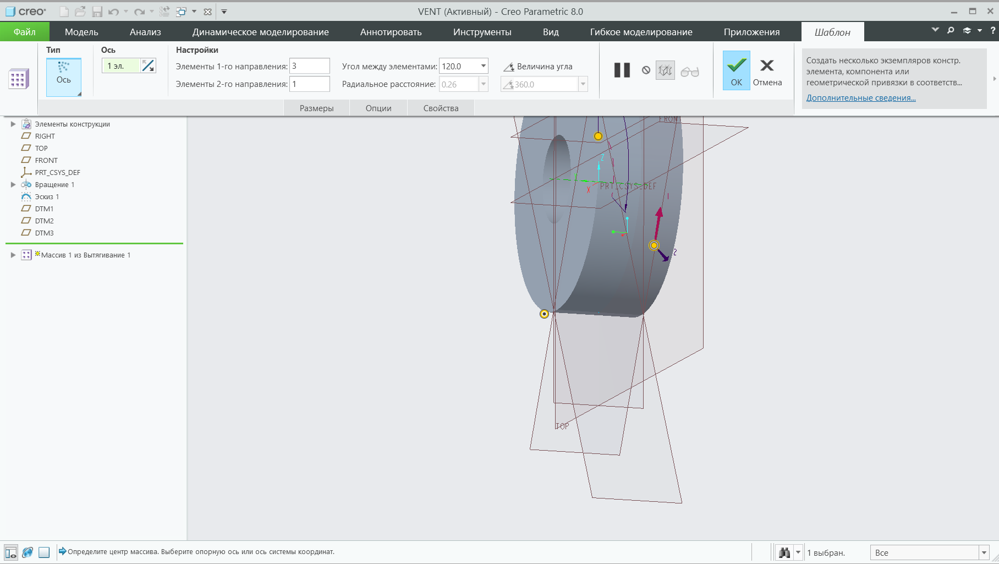 creo
VENT (Активный) - Creo Parametric 8.0
Файл
Модель
Анализ
Динамическое моделирование
Аннотировать
Инструменты
Вид
Гибкое моделирование
Приложения
Шаблон
?
Тип
Ось
Ось
1 эл.
Настройки
Элементы 1-го направления: 3
Угол между элементами: 120.0
Величина угла
Элементы 2-го направления: 1
Радиальное расстояние: 0.26
360.0
ОК
Отмена
Создать несколько экземпляров констр.
элемента, компонента или
геометрической привязки в соответств...
Дополнительные сведения...
Размеры
Опции
Свойства
Элементы конструкции
RIGHT
TOP
FRONT
PRT_CSYS_DEF
Вращение 1
Эскиз 1
DTM1
DTM2
DTM3
Массив 1 из Вытягивание 1
FRONT
Z
X
PRT_CSYS_DEF
2
TOP
Определите центр массива. Выберите опорную ось или ось системы координат.
1 выбран.
Все